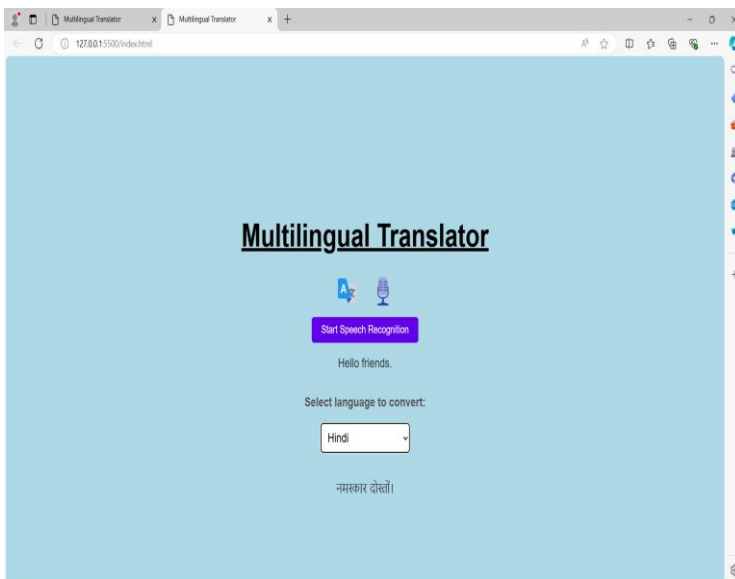 Multilingual Translator
Multilingual Translator
127.0.0.1:5500/index.html
Multilingual Translator
Start Speech Recognition
Hello friends.
Select language to convert:
Hindi
नमस्कार दोस्तों।